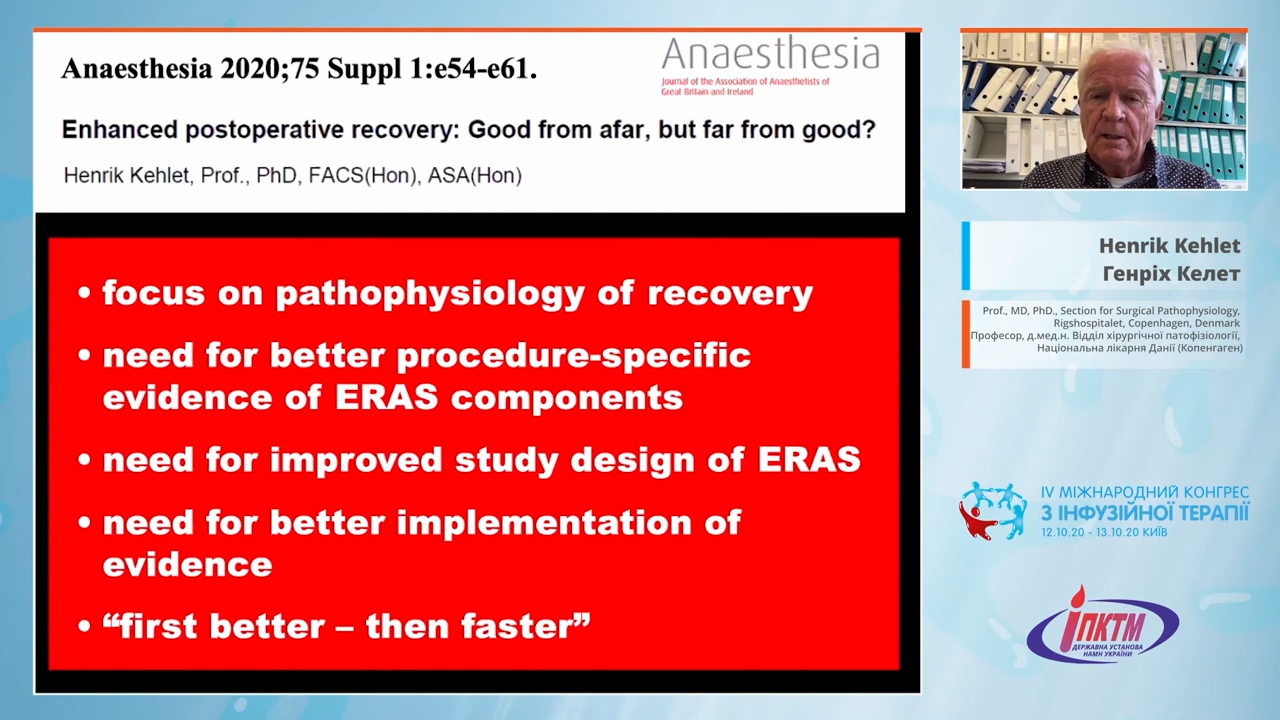 Anaesthesia 2020;75 Suppl 1:e54-e61.
Anaesthesia
Journal of the Association of Anaesthetists of
Great Britain and Ireland
Enhanced postoperative recovery: Good from afar, but far from good?
Henrik Kehlet, Prof., PhD, FACS(Hon), ASA(Hon)
• focus on pathophysiology of recovery
• need for better procedure-specific
evidence of ERAS components
• need for improved study design of ERAS
• need for better implementation of
evidence
• “first better – then faster”
Henrik Kehlet
Генріх Келет
Prof., MD, PhD., Section for Surgical Pathophysiology,
Rigshospitalet, Copenhagen, Denmark
Професор, д.мед.н. Відділ хірургічної патофізіології,
Національна лікарня Данії (Копенгаген)
IV МІЖНАРОДНИЙ КОНГРЕС
З ІНФУЗІЙНОЇ ТЕРАПІЇ
12.10.20 - 13.10.20 КИЇВ
ІПКТМ
ДЕРЖАВНА УСТАНОВА
НАМН УКРАЇНИ